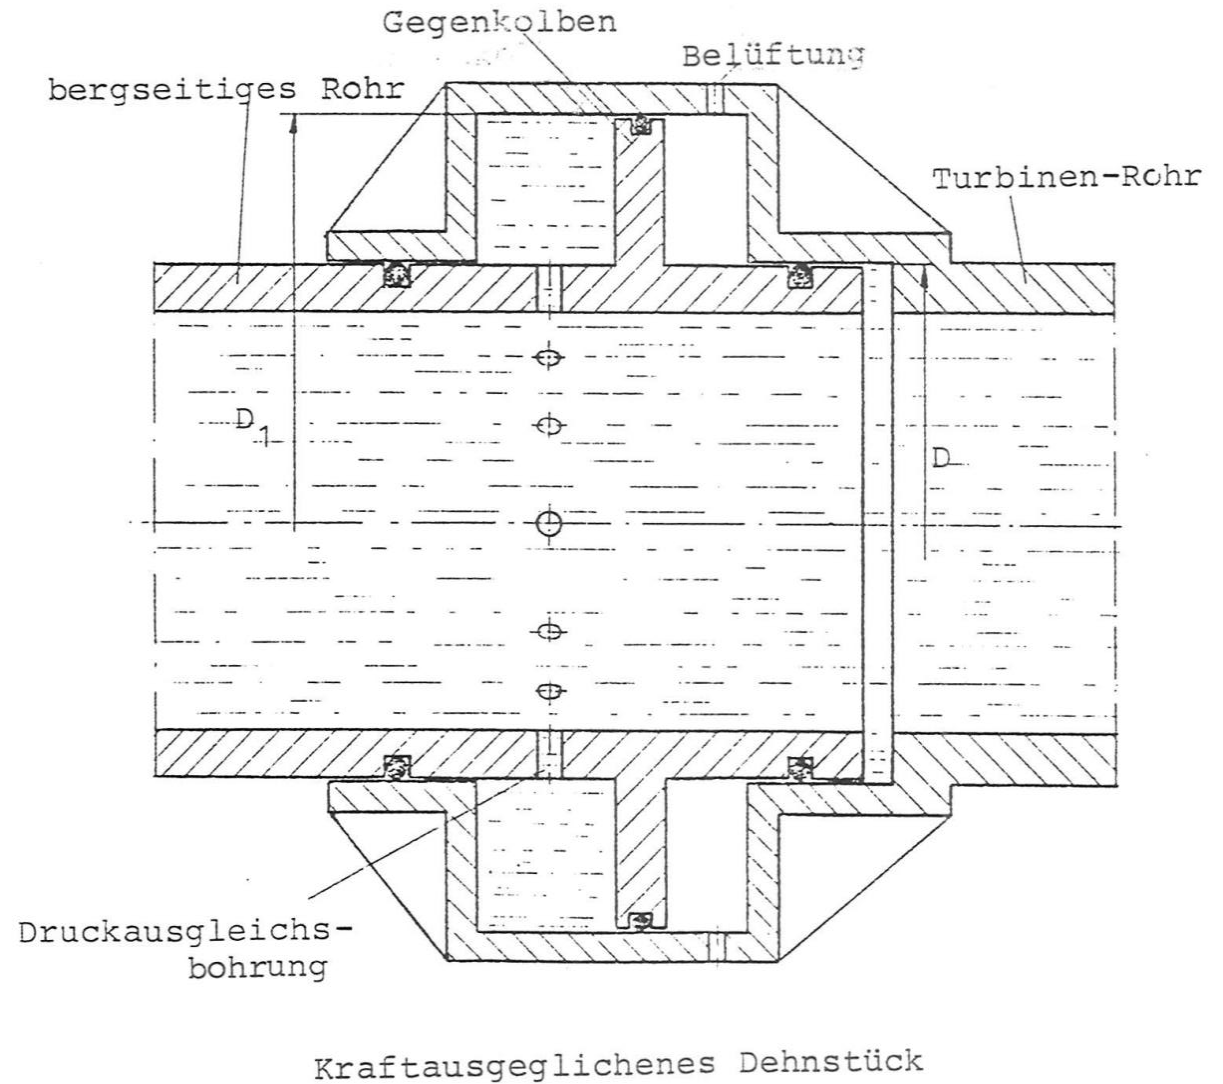 Gegenkolben
Belüftung
bergseitiges Rohr
Turbinen-Rohr
D1
D
Druckausgleichs-
bohrung
Kraftausgeglichenes Dehnstück